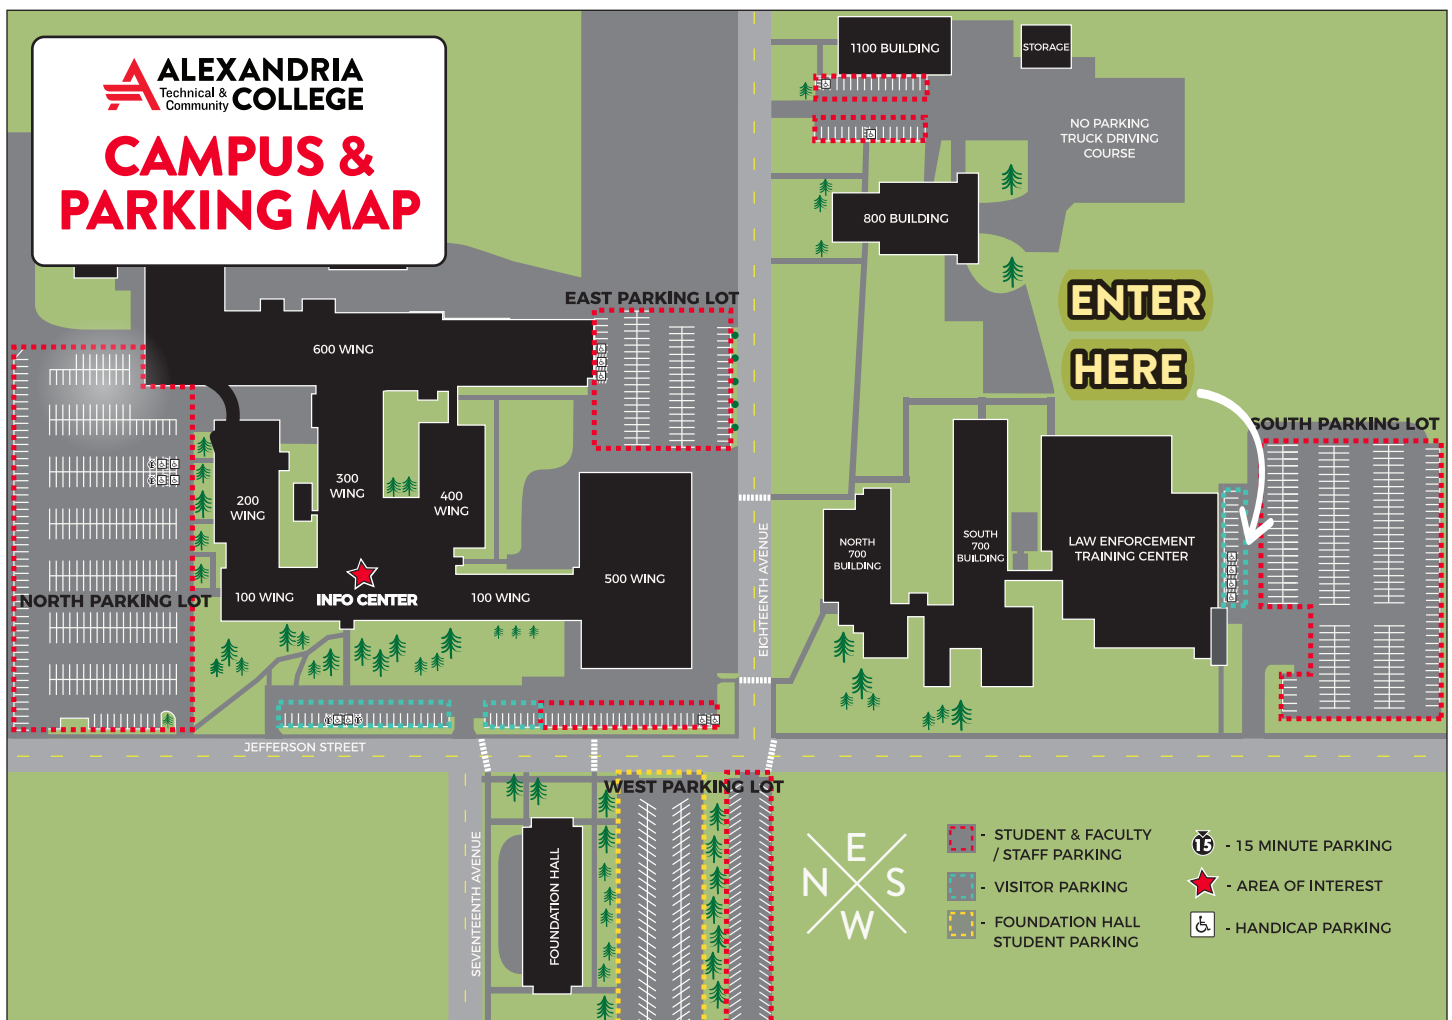 ALEXANDRIA
Technical &
Community
COLLEGE
CAMPUS &
PARKING MAP
1100 BUILDING
STORAGE
NO PARKING
TRUCK DRIVING
COURSE
800 BUILDING
ENTER
HERE
EAST PARKING LOT
600 WING
SOUTH PARKING LOT
200
WING
300
WING
400
WING
500 WING
EIGHTEENTH AVENUE
NORTH
700
BUILDING
SOUTH
700
BUILDING
LAW ENFORCEMENT
TRAINING CENTER
NORTH PARKING LOT
100 WING
INFO CENTER
100 WING
JEFFERSON STREET
WEST PARKING LOT
SEVENTEENTH AVENUE
FOUNDATION HALL
E
N S
W
- STUDENT & FACULTY
/ STAFF PARKING
- VISITOR PARKING
- FOUNDATION HALL
STUDENT PARKING
15 - 15 MINUTE PARKING
- AREA OF INTEREST
- HANDICAP PARKING